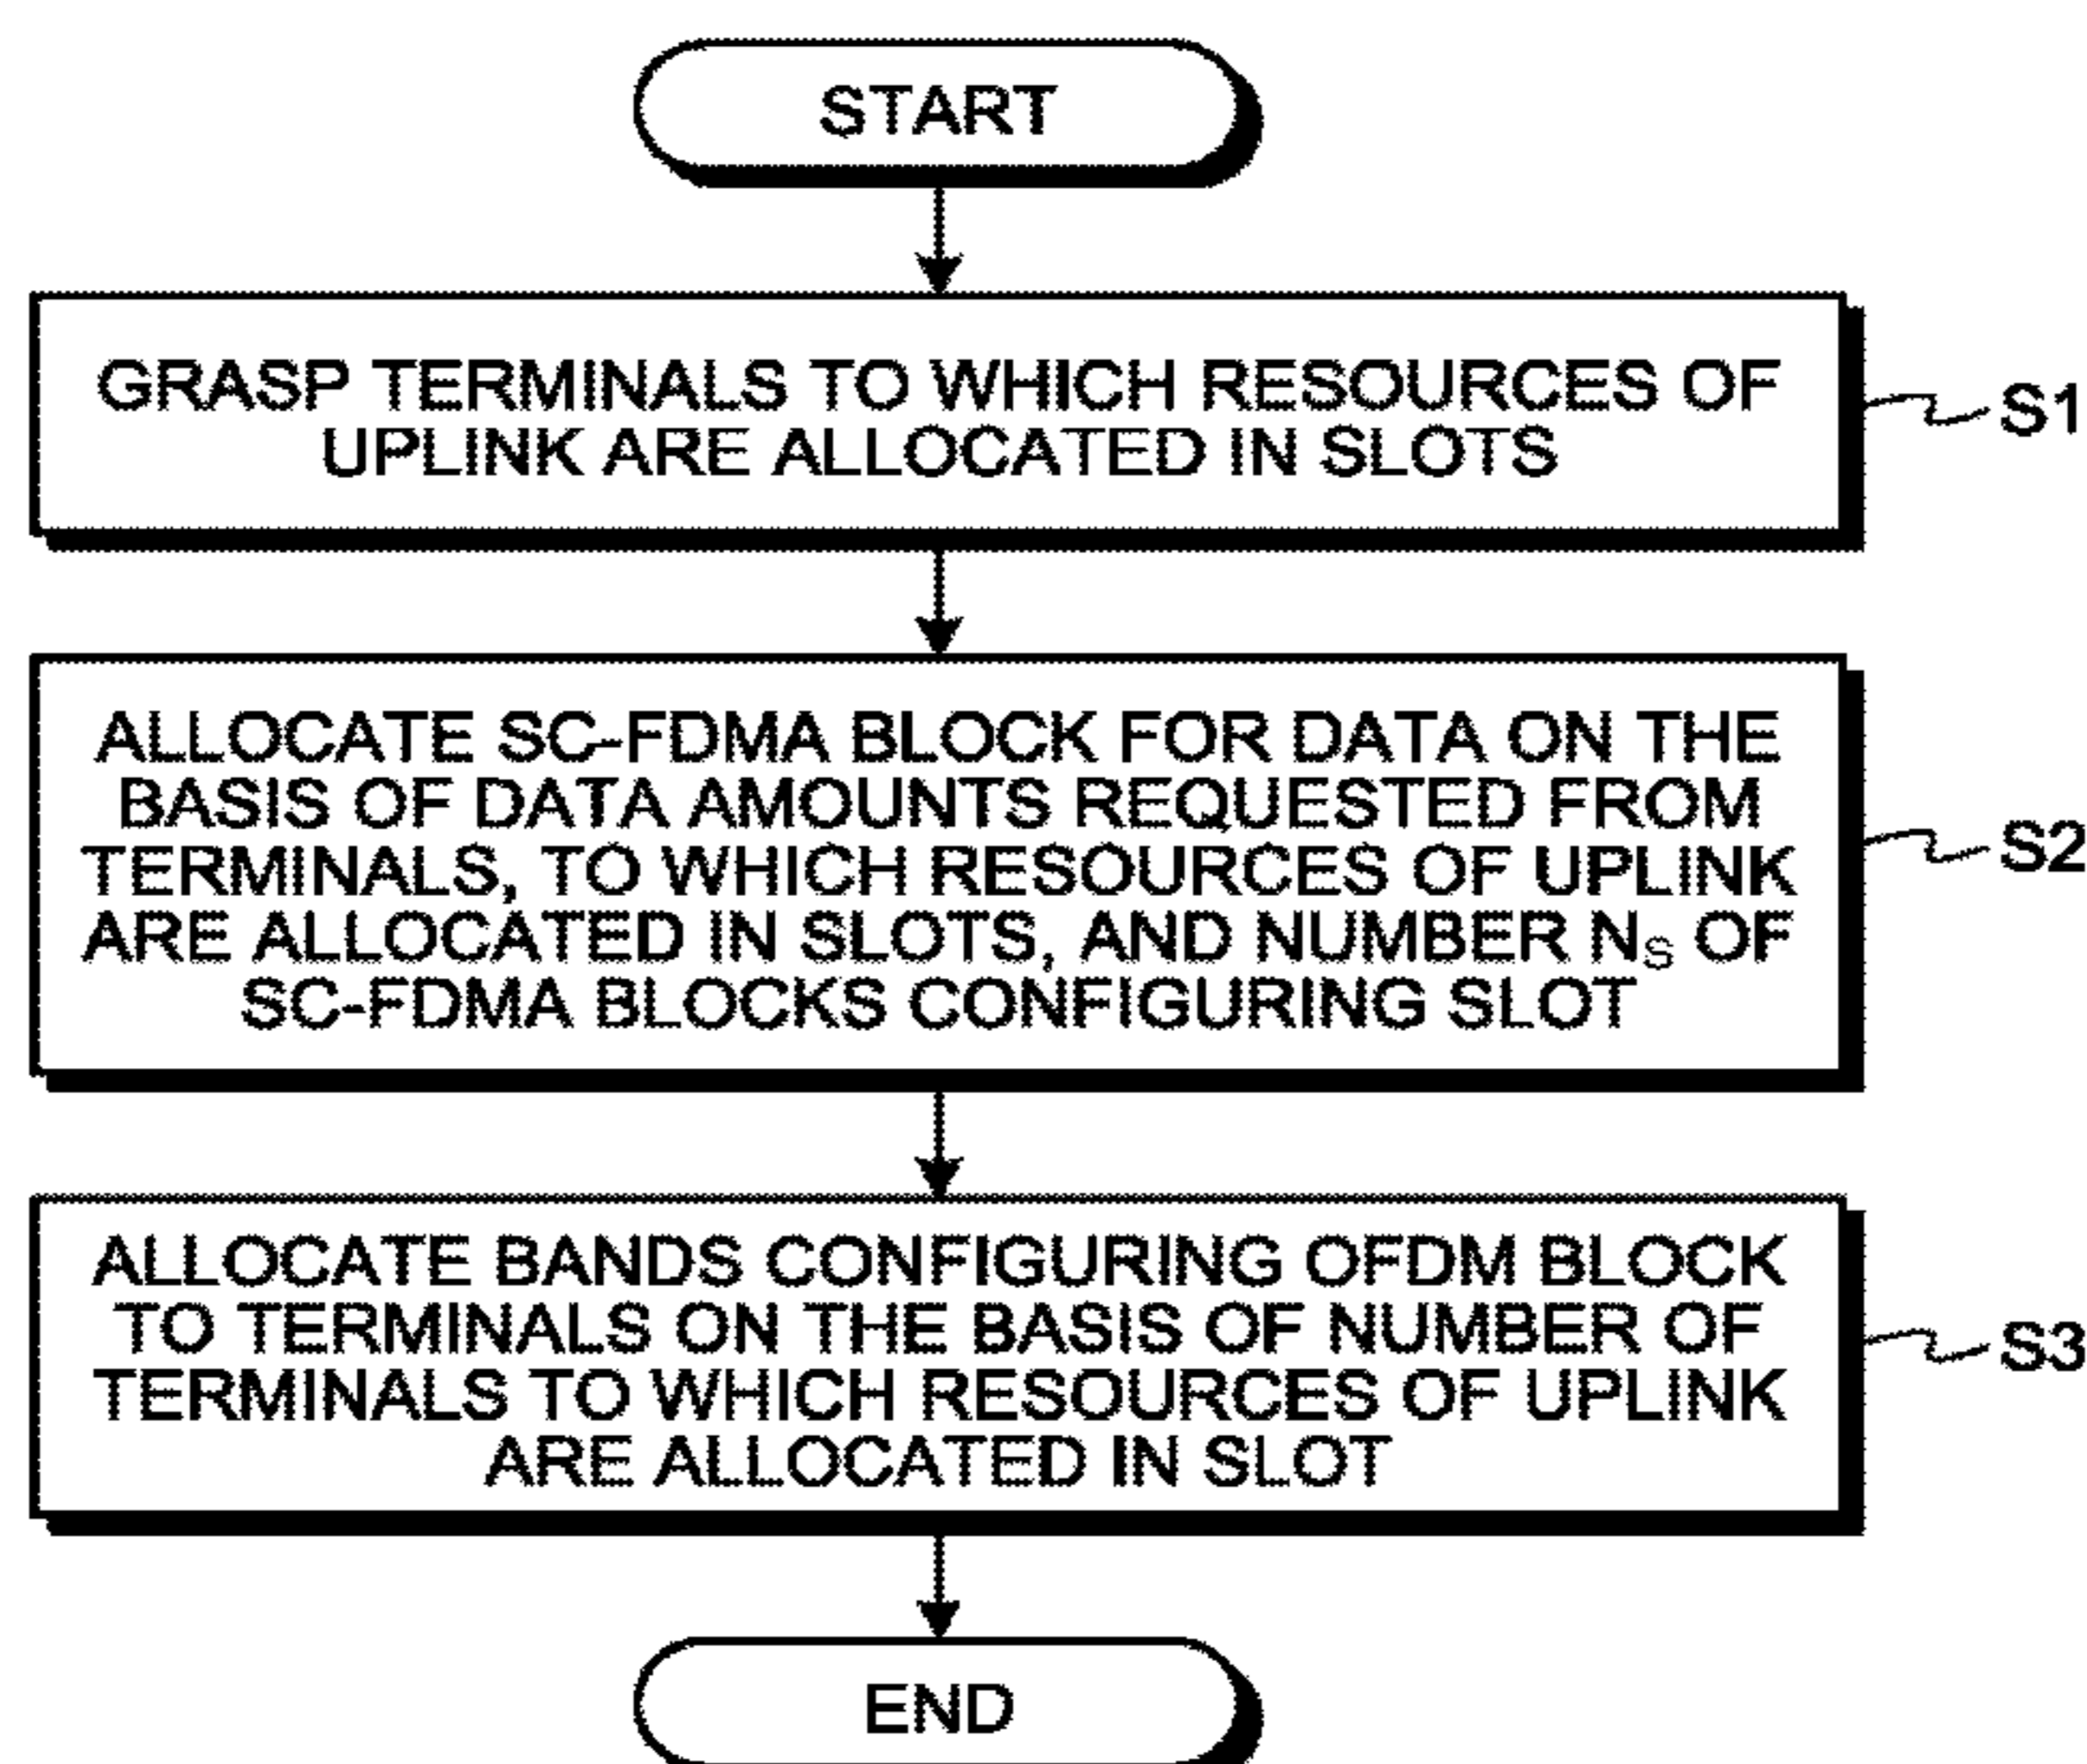 START
GRASP TERMINALS TO WHICH RESOURCES OF
UPLINK ARE ALLOCATED IN SLOTS
S1
ALLOCATE SC-FDMA BLOCK FOR DATA ON THE
BASIS OF DATA AMOUNTS REQUESTED FROM
TERMINALS, TO WHICH RESOURCES OF UPLINK
ARE ALLOCATED IN SLOTS, AND NUMBER NS OF
SC-FDMA BLOCKS CONFIGURING SLOT
S2
ALLOCATE BANDS CONFIGURING OFDM BLOCK
TO TERMINALS ON THE BASIS OF NUMBER OF
TERMINALS TO WHICH RESOURCES OF UPLINK
ARE ALLOCATED IN SLOT
S3
END